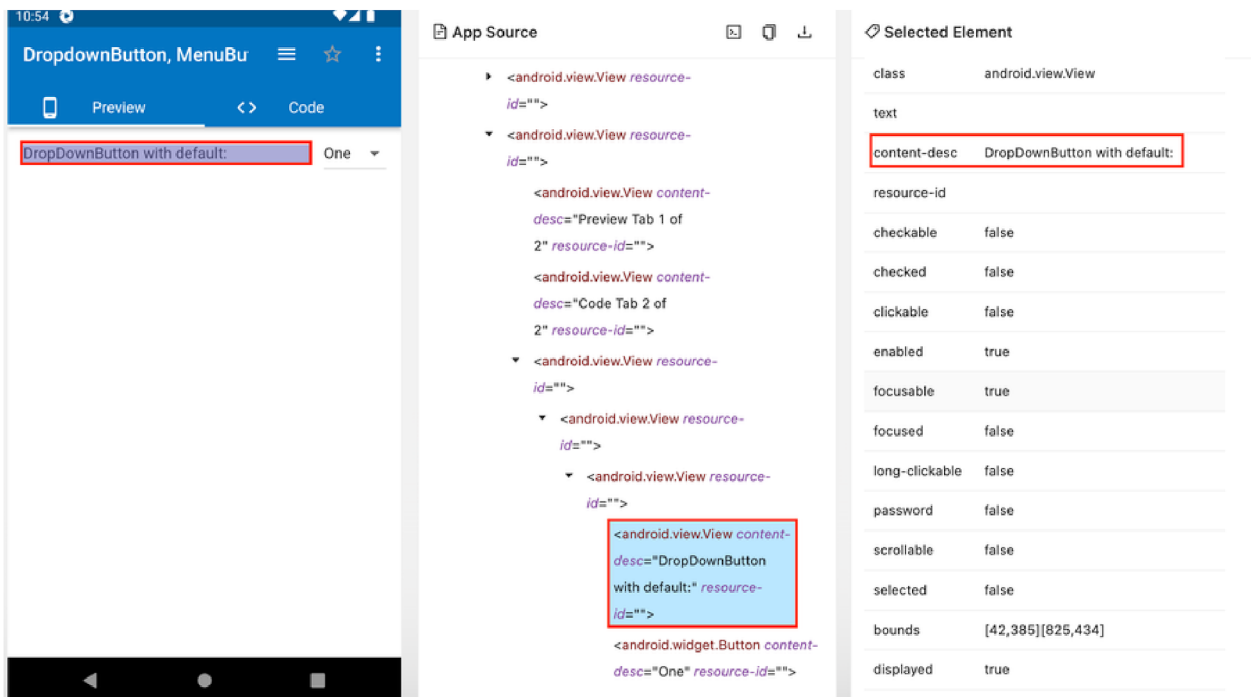 10:54
DropdownButton, MenuBu
Preview
<> Code
DropDownButton with default:
One
App Source
<android.view.View resource-
id="">
<android.view.View resource-
id="">
<android.view.View content-
desc="Preview Tab 1 of
2" resource-id="">
<android.view.View content-
desc="Code Tab 2 of
2" resource-id="">
<android.view.View resource-
id="">
<android.view.View resource-
id="">
<android.view.View resource-
id="">
<android.view.View content-
desc="DropDownButton
with default:" resource-
id="">
<android.widget.Button content-
desc="One" resource-id="">
Selected Element
class android.view.View
text
content-desc DropDownButton with default:
resource-id
checkable false
checked false
clickable false
enabled true
focusable true
focused false
long-clickable false
password false
scrollable false
selected false
bounds [42,385][825,434]
displayed true